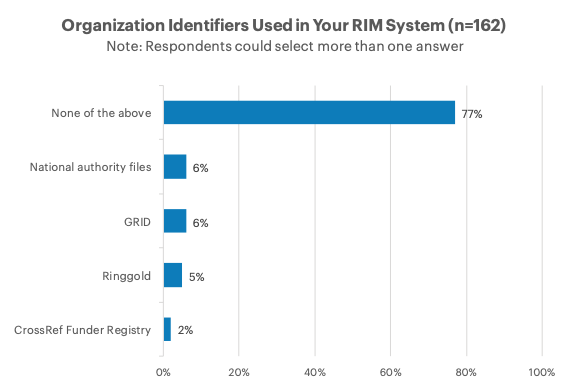 Organization Identifiers Used in Your RIM System (n=162)
Note: Respondents could select more than one answer
None of the above 77%
National authority files 6%
GRID 6%
Ringgold 5%
CrossRef Funder Registry 2%
0% 20% 40% 60% 80% 100%